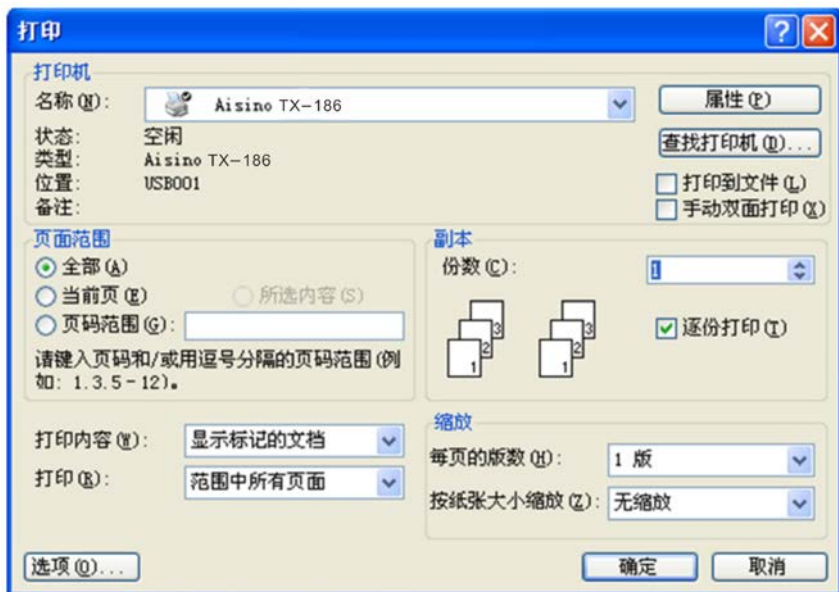 打印
打印机
名称(N): Aisino TX-186 属性(P)
状态: 空闲 查找打印机(D)...
类型: Aisino TX-186
位置: USB001 打印到文件(L)
备注: 手动双面打印(X)
页面范围
全部(A)
当前页(E) 所选内容(S)
页码范围(G):
请键入页码和/或用逗号分隔的页码范围(例
如: 1.3.5-12)。
副本
份数(C): 1
1 2 3 1 2 3 逐份打印(T)
打印内容(W): 显示标记的文档
打印(R): 范围中所有页面
缩放
每页的版数(H): 1 版
按纸张大小缩放(Z): 无缩放
选项(O)... 确定 取消